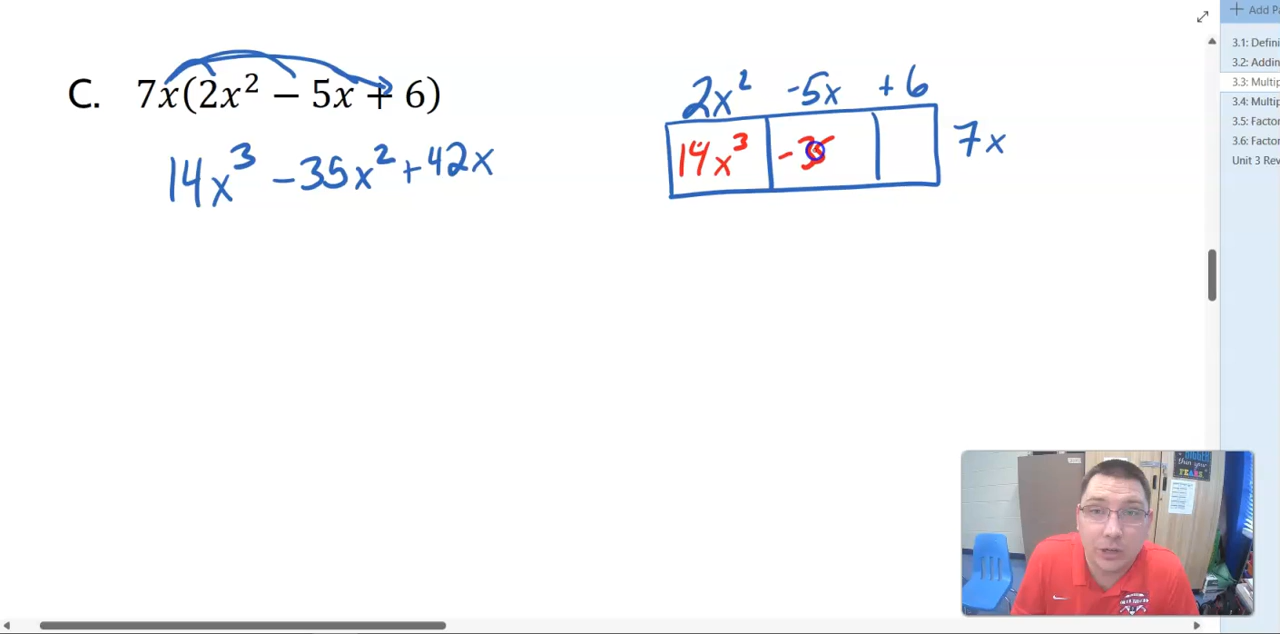 C. 7x(2x² − 5x + 6)
14x³ -35x² +42x
2x² -5x +6
14x³ -35 7x
Add Pa
3.1: Defini
3.2: Addin
3.3: Multip
3.4: Multip
3.5: Factor
3.6: Factor
Unit 3 Rev